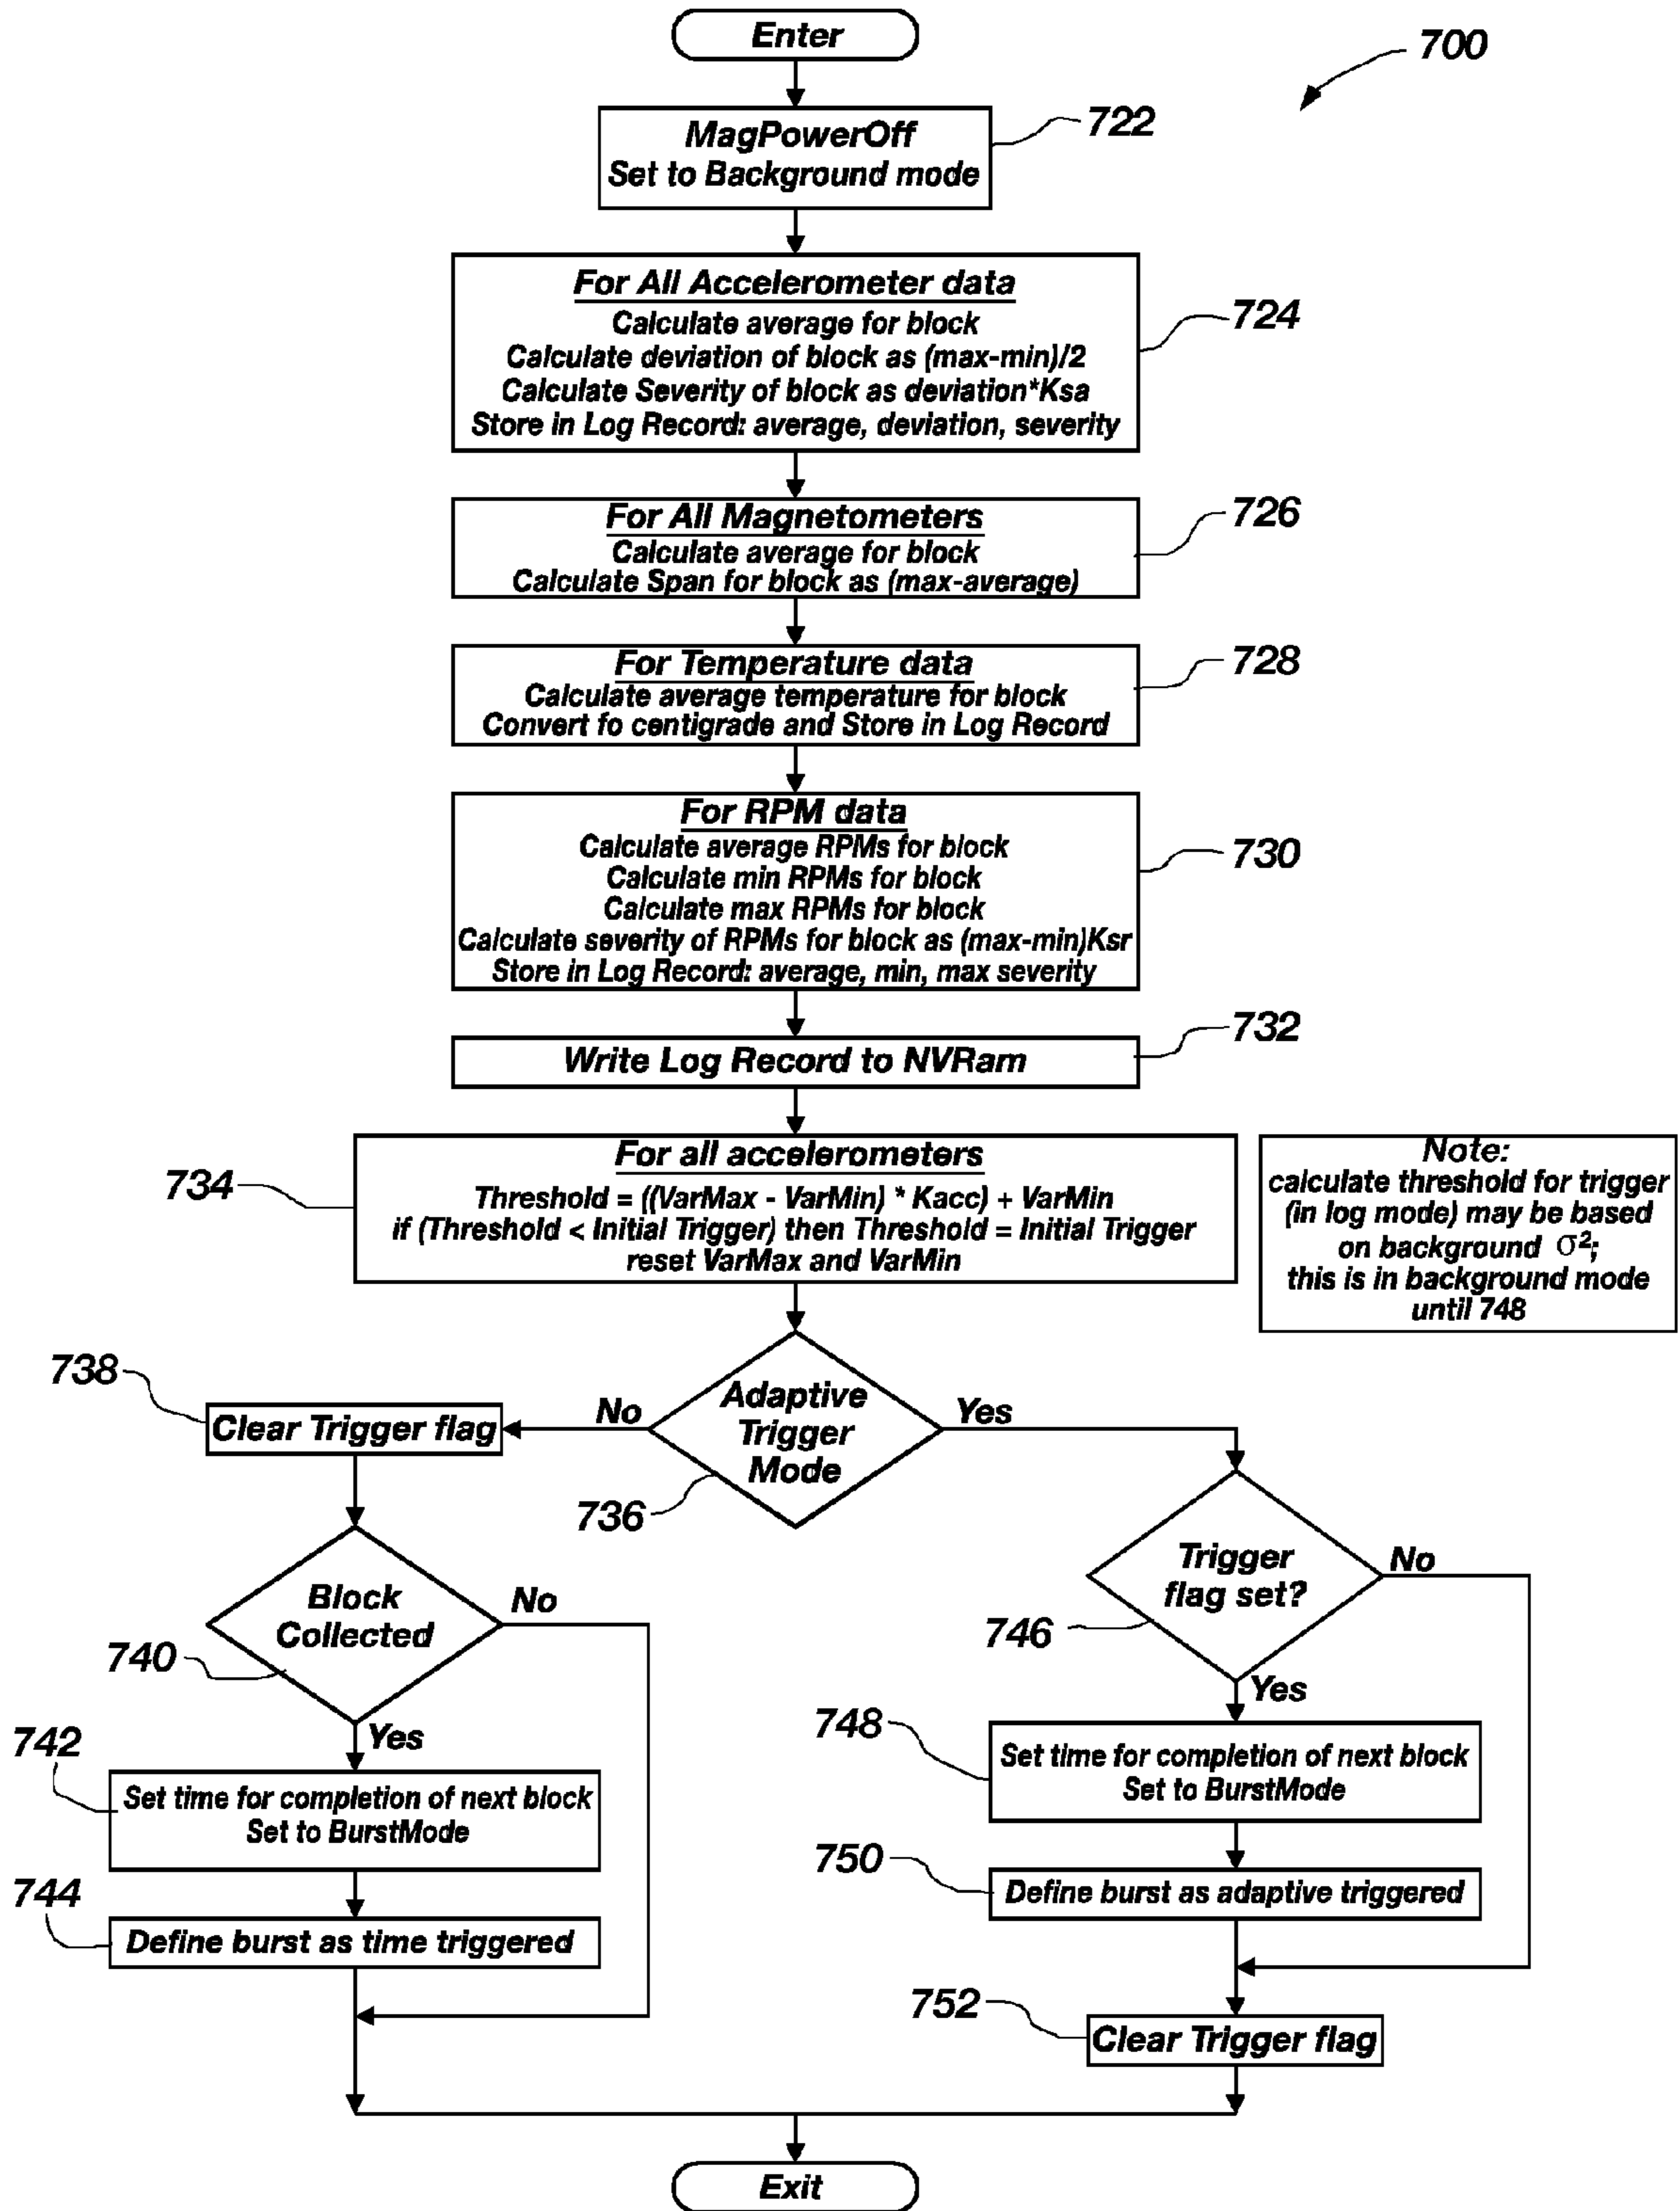 Enter
700
MagPowerOff
Set to Background mode
722
For All Accelerometer data
Calculate average for block
Calculate deviation of block as (max-min)/2
Calculate Severity of block as deviation*Ksa
Store in Log Record: average, deviation, severity
724
For All Magnetometers
Calculate average for block
Calculate Span for block as (max-average)
726
For Temperature data
Calculate average temperature for block
Convert fo centigrade and Store in Log Record
728
For RPM data
Calculate average RPMs for block
Calculate min RPMs for block
Calculate max RPMs for block
Calculate severity of RPMs for block as (max-min)Ksr
Store in Log Record: average, min, max severity
730
Write Log Record to NVRam
732
For all accelerometers
Threshold = ((VarMax - VarMin) * Kacc) + VarMin
if (Threshold < Initial Trigger) then Threshold = Initial Trigger
reset VarMax and VarMin
734
Note:
calculate threshold for trigger
(in log mode) may be based
on background σ²;
this is in background mode
until 748
Adaptive
Trigger
Mode
736
No
Yes
738
Clear Trigger flag
Block
Collected
740
No
Yes
742
Set time for completion of next block
Set to BurstMode
744
Define burst as time triggered
Trigger
flag set?
746
No
Yes
748
Set time for completion of next block
Set to BurstMode
750
Define burst as adaptive triggered
752
Clear Trigger flag
Exit